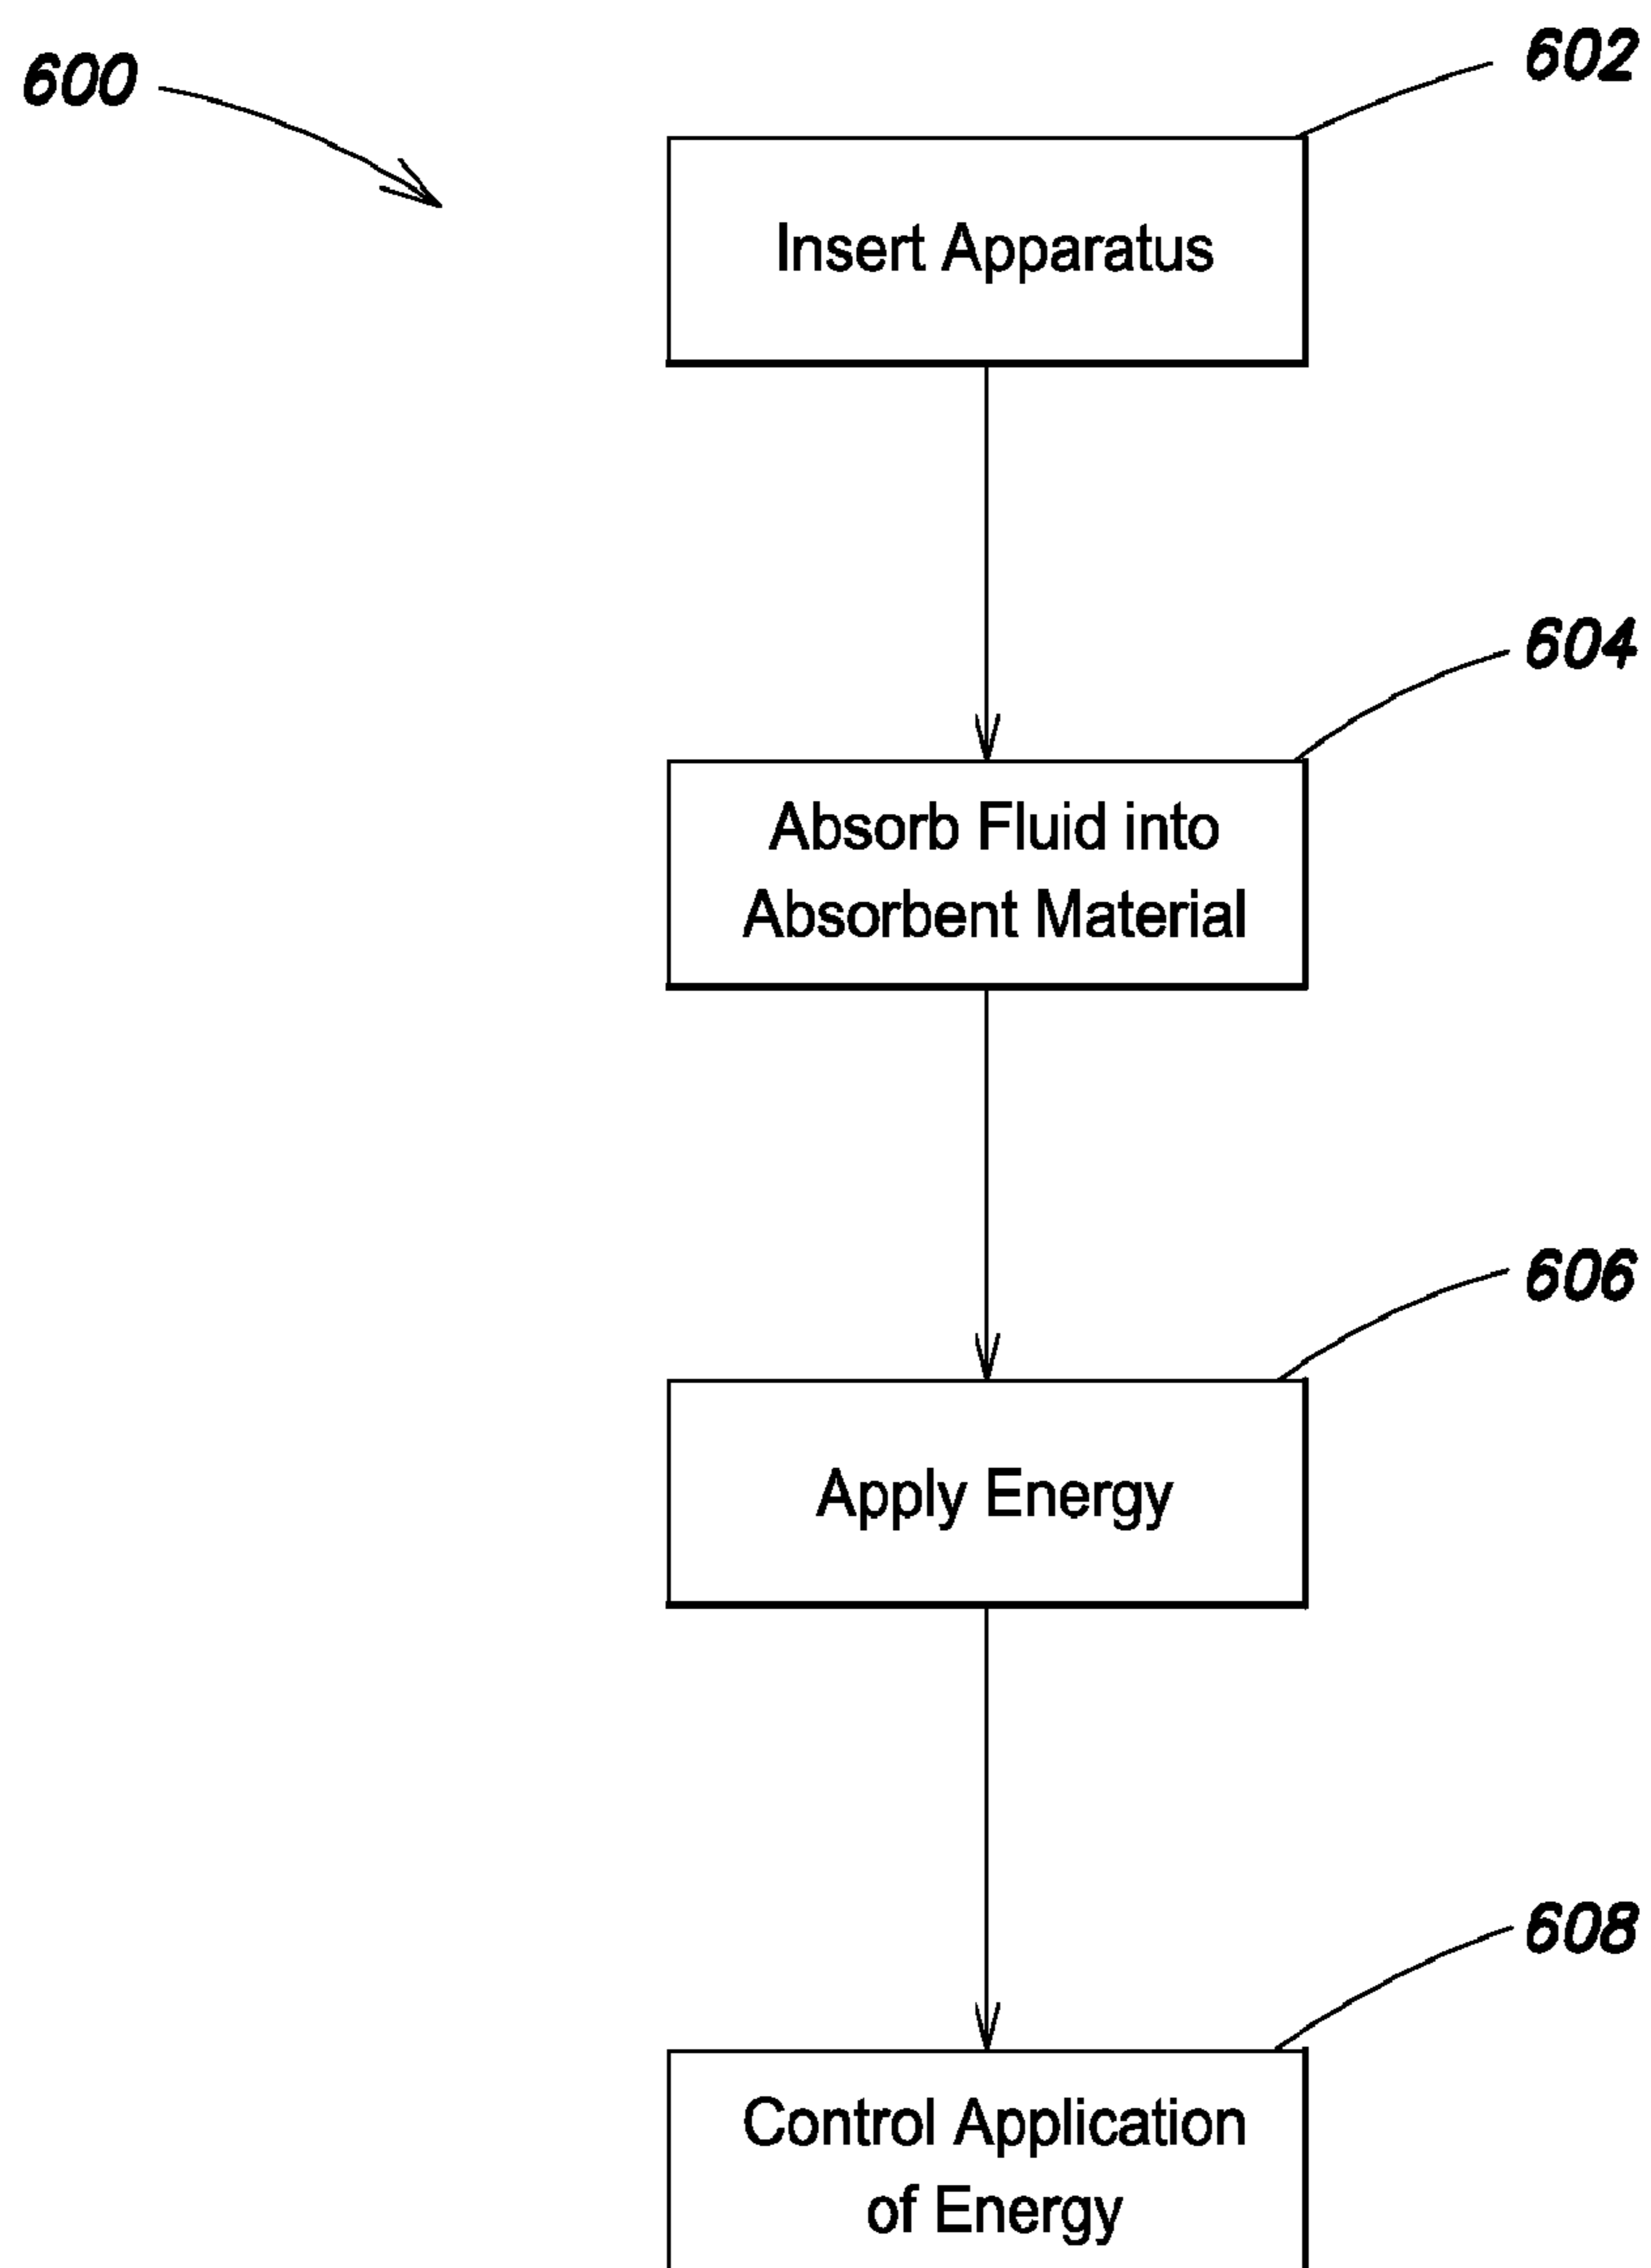 600
602
Insert Apparatus
604
Absorb Fluid into
Absorbent Material
606
Apply Energy
608
Control Application
of Energy